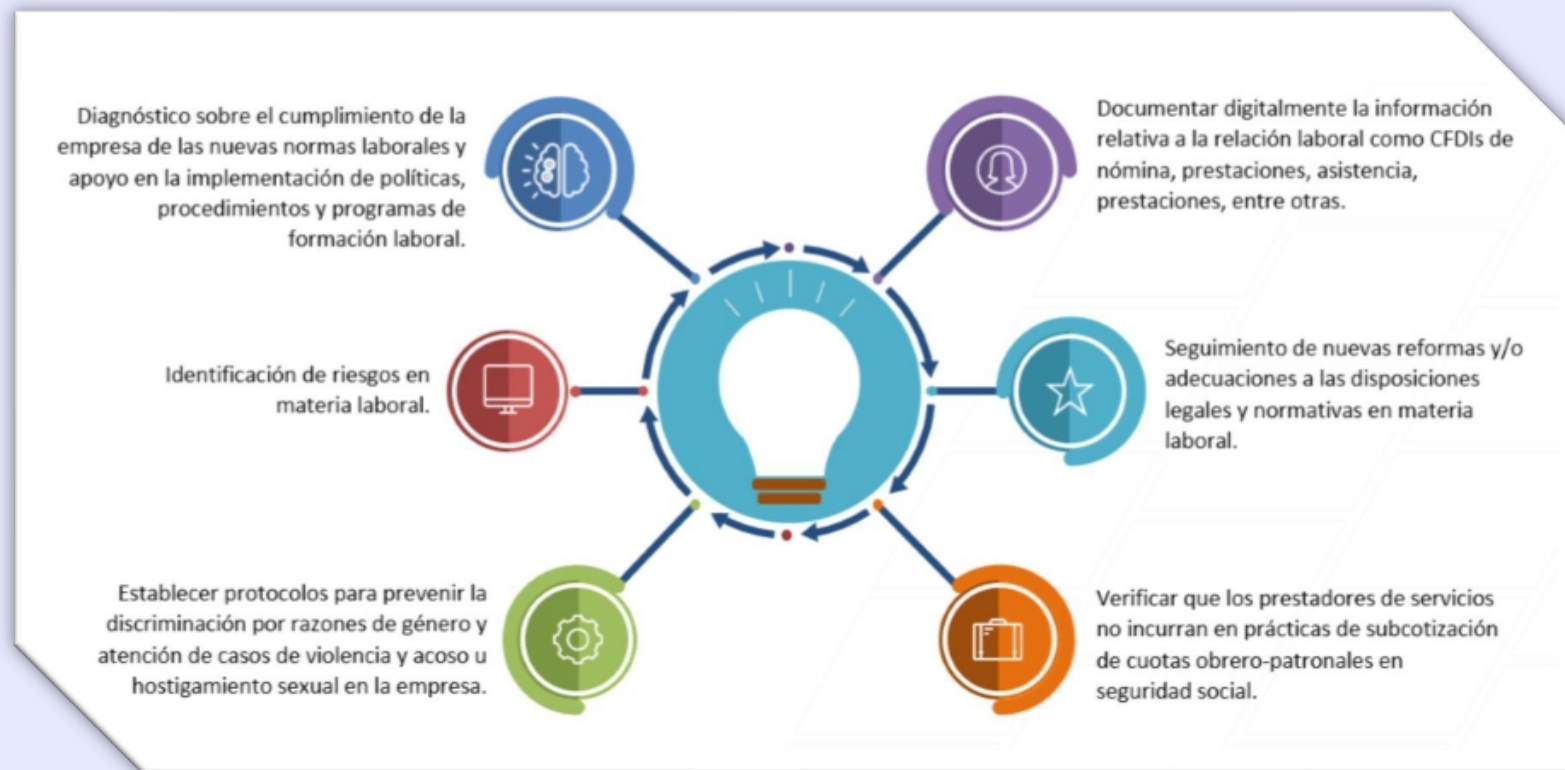 Diagnóstico sobre el cumplimiento de la
empresa de las nuevas normas laborales y
apoyo en la implementación de políticas,
procedimientos y programas de
formación laboral.
Documentar digitalmente la información
relativa a la relación laboral como CFDIs de
nómina, prestaciones, asistencia,
prestaciones, entre otras.
Identificación de riesgos en
materia laboral.
Seguimiento de nuevas reformas y/o
adecuaciones a las disposiciones
legales y normativas en materia
laboral.
Establecer protocolos para prevenir la
discriminación por razones de género y
atención de casos de violencia y acoso u
hostigamiento sexual en la empresa.
Verificar que los prestadores de servicios
no incurran en prácticas de subcotización
de cuotas obrero-patronales en
seguridad social.